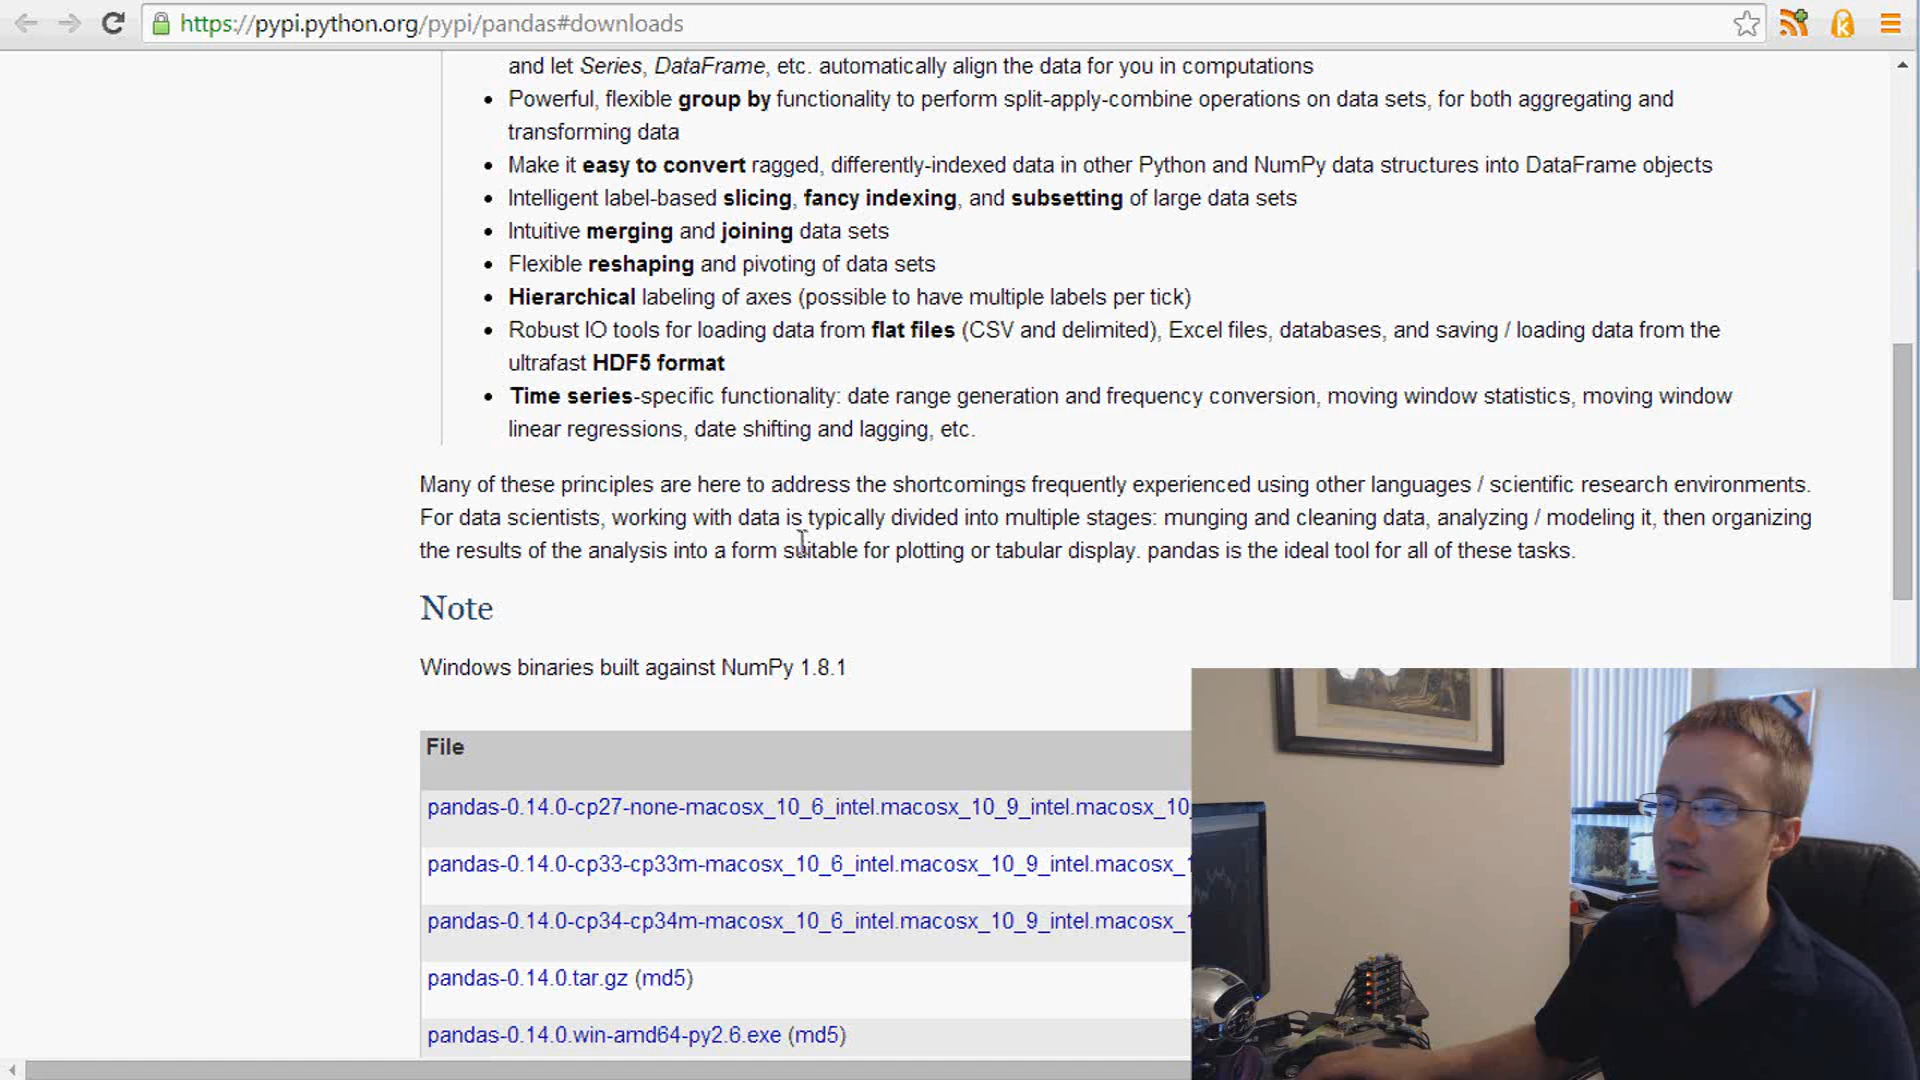 https://pypi.python.org/pypi/pandas#downloads
and let Series, DataFrame, etc. automatically align the data for you in computations
Powerful, flexible group by functionality to perform split-apply-combine operations on data sets, for both aggregating and
transforming data
Make it easy to convert ragged, differently-indexed data in other Python and NumPy data structures into DataFrame objects
Intelligent label-based slicing, fancy indexing, and subsetting of large data sets
Intuitive merging and joining data sets
Flexible reshaping and pivoting of data sets
Hierarchical labeling of axes (possible to have multiple labels per tick)
Robust IO tools for loading data from flat files (CSV and delimited), Excel files, databases, and saving / loading data from the
ultrafast HDF5 format
Time series-specific functionality: date range generation and frequency conversion, moving window statistics, moving window
linear regressions, date shifting and lagging, etc.
Many of these principles are here to address the shortcomings frequently experienced using other languages / scientific research environments.
For data scientists, working with data is typically divided into multiple stages: munging and cleaning data, analyzing / modeling it, then organizing
the results of the analysis into a form suitable for plotting or tabular display. pandas is the ideal tool for all of these tasks.
Note
Windows binaries built against NumPy 1.8.1
File
pandas-0.14.0-cp27-none-macosx_10_6_intel.macosx_10_9_intel.macosx_10_
pandas-0.14.0-cp33-cp33m-macosx_10_6_intel.macosx_10_9_intel.macosx_1
pandas-0.14.0-cp34-cp34m-macosx_10_6_intel.macosx_10_9_intel.macosx_1
pandas-0.14.0.tar.gz (md5)
pandas-0.14.0.win-amd64-py2.6.exe (md5)